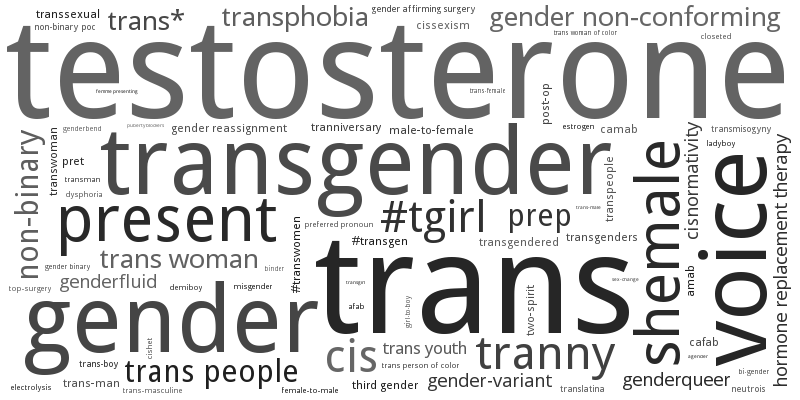 transsexual
trans*
transphobia
gender affirming surgery
gender non-conforming
non-binary poc
cissexism
trans woman of color
closeted
testosterone
femme presenting
trans-female
post-op
genderbend
puberty blockers
gender reassignment
tranniversary
male-to-female
estrogen
camab
transmisogyny
non-binary
transwoman
pret
transgender
transpeople
shemale
cisnormativity
ladyboy
voice
hormone replacement therapy
transman
dysphoria
present
#transwomen
preferred pronoun
#tgirl
prep
trans-male
#transgen
transgendered
transgenders
trans woman
gender binary
binder
trans
sex-change
amab
top-surgery
genderfluid
demiboy
misgender
transgirl
afab
girl-to-boy
two-spirit
gender
cishet
cis
trans youth
tranny
cafab
agender
trans-boy
trans people
trans person of color
bi-gender
electrolysis
trans-man
trans-masculine
female-to-male
third gender
gender-variant
translatina
genderqueer
neutrois